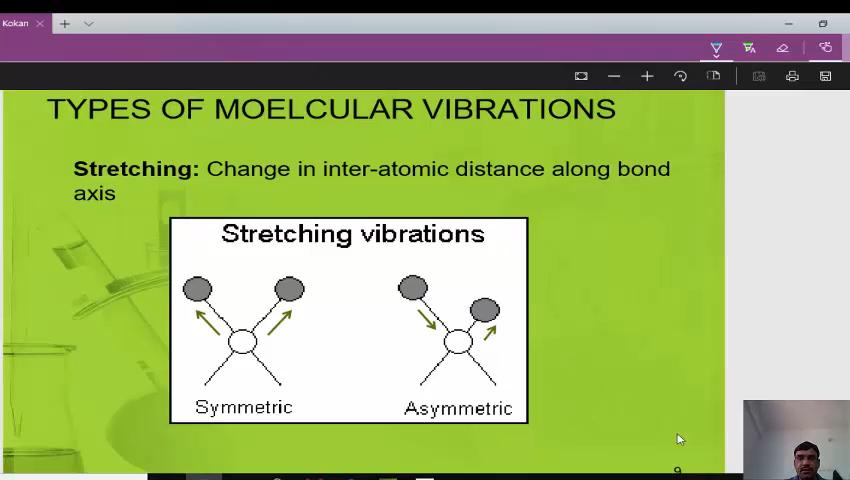 Kokan
TYPES OF MOELCULAR VIBRATIONS
Stretching: Change in inter-atomic distance along bond
axis
Stretching vibrations
Symmetric
Asymmetric
9